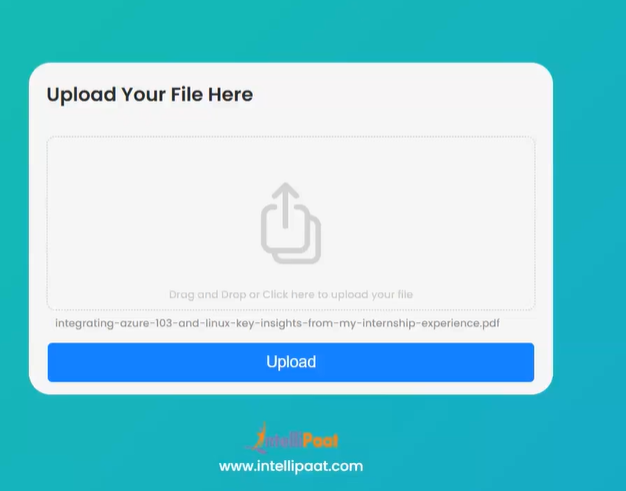 Upload Your File Here
Drag and Drop or Click here to upload your file
integrating-azure-103-and-linux-key-insights-from-my-internship-experience.pdf
Upload
IntelliPaat
www.intellipaat.com